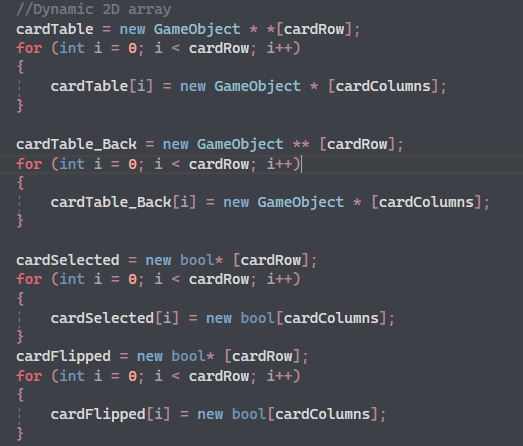 //Dynamic 2D array
cardTable = new GameObject * *[cardRow];
for (int i = 0; i < cardRow; i++)
{
cardTable[i] = new GameObject * [cardColumns];
}
cardTable_Back = new GameObject ** [cardRow];
for (int i = 0; i < cardRow; i++)
{
cardTable_Back[i] = new GameObject * [cardColumns];
}
cardSelected = new bool* [cardRow];
for (int i = 0; i < cardRow; i++)
{
cardSelected[i] = new bool[cardColumns];
}
cardFlipped = new bool* [cardRow];
for (int i = 0; i < cardRow; i++)
{
cardFlipped[i] = new bool[cardColumns];
}